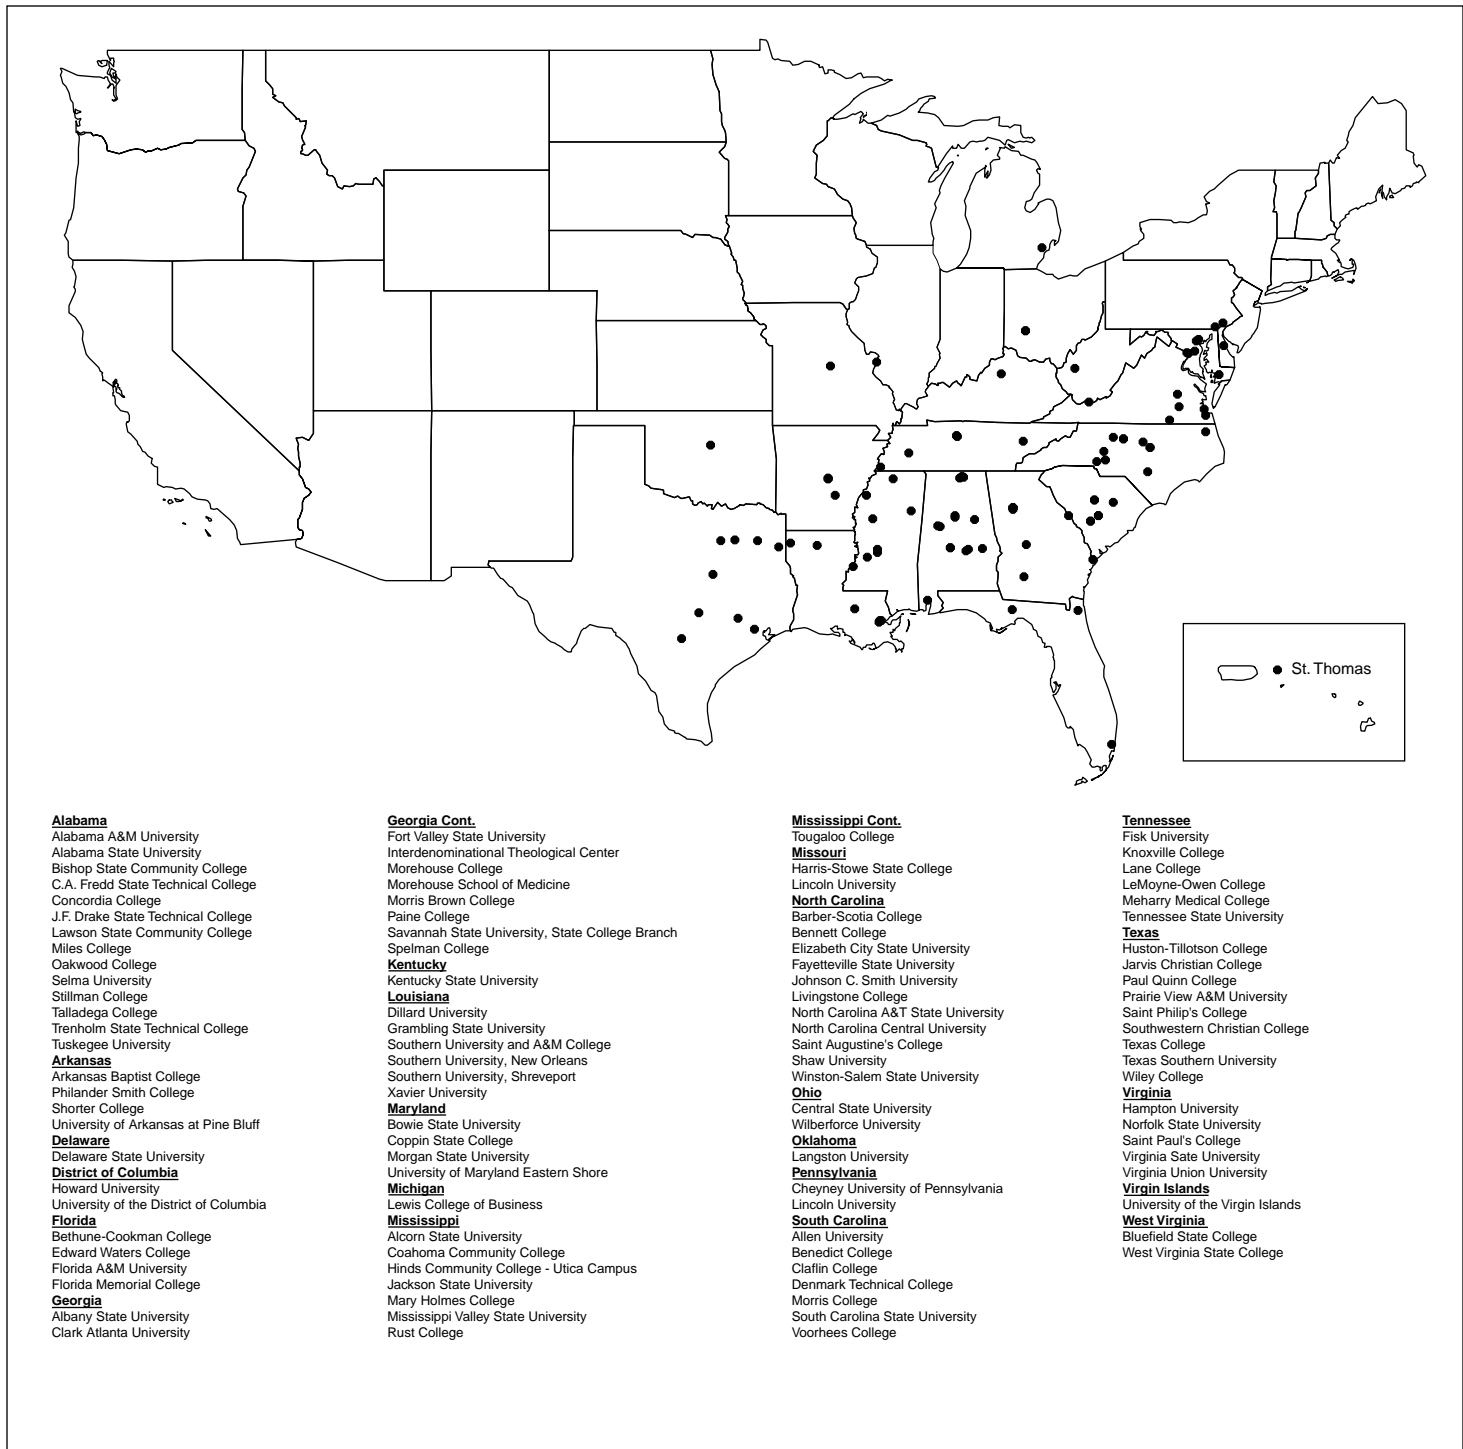 St. Thomas
Alabama
Alabama A&M University
Alabama State University
Bishop State Community College
C.A. Fredd State Technical College
Concordia College
J.F. Drake State Technical College
Lawson State Community College
Miles College
Oakwood College
Selma University
Stillman College
Talladega College
Trenholm State Technical College
Tuskegee University
Arkansas
Arkansas Baptist College
Philander Smith College
Shorter College
University of Arkansas at Pine Bluff
Delaware
Delaware State University
District of Columbia
Howard University
University of the District of Columbia
Florida
Bethune-Cookman College
Edward Waters College
Florida A&M University
Florida Memorial College
Georgia
Albany State University
Clark Atlanta University
Georgia Cont.
Fort Valley State University
Interdenominational Theological Center
Morehouse College
Morehouse School of Medicine
Morris Brown College
Paine College
Savannah State University, State College Branch
Spelman College
Kentucky
Kentucky State University
Louisiana
Dillard University
Grambling State University
Southern University and A&M College
Southern University, New Orleans
Southern University, Shreveport
Xavier University
Maryland
Bowie State University
Coppin State College
Morgan State University
University of Maryland Eastern Shore
Michigan
Lewis College of Business
Mississippi
Alcorn State University
Coahoma Community College
Hinds Community College - Utica Campus
Jackson State University
Mary Holmes College
Mississippi Valley State University
Rust College
Mississippi Cont.
Tougaloo College
Missouri
Harris-Stowe State College
Lincoln University
North Carolina
Barber-Scotia College
Bennett College
Elizabeth City State University
Fayetteville State University
Johnson C. Smith University
Livingstone College
North Carolina A&T State University
North Carolina Central University
Saint Augustine's College
Shaw University
Winston-Salem State University
Ohio
Central State University
Wilberforce University
Oklahoma
Langston University
Pennsylvania
Cheyney University of Pennsylvania
Lincoln University
South Carolina
Allen University
Benedict College
Claflin College
Denmark Technical College
Morris College
South Carolina State University
Voorhees College
Tennessee
Fisk University
Knoxville College
Lane College
LeMoyne-Owen College
Meharry Medical College
Tennessee State University
Texas
Huston-Tillotson College
Jarvis Christian College
Paul Quinn College
Prairie View A&M University
Saint Philip's College
Southwestern Christian College
Texas College
Texas Southern University
Wiley College
Virginia
Hampton University
Norfolk State University
Saint Paul's College
Virginia Sate University
Virginia Union University
Virgin Islands
University of the Virgin Islands
West Virginia
Bluefield State College
West Virginia State College